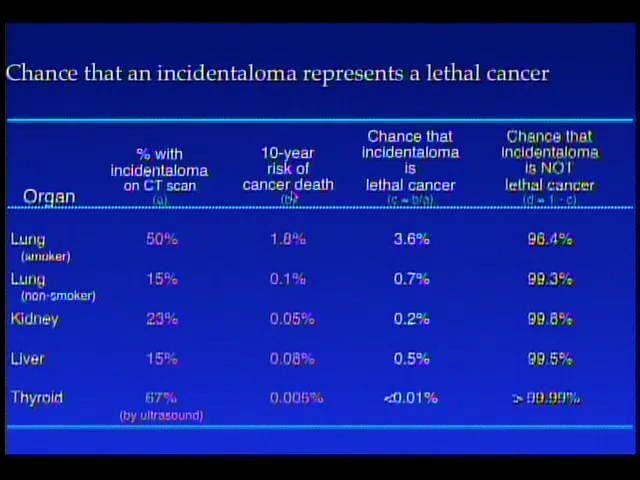 Chance that an incidentaloma represents a lethal cancer
Organ
% with
incidentaloma
on CT scan
(a)
10-year
risk of
cancer death
(b)
Chance that
incidentaloma
is
lethal cancer
(c = b/a)
Chance that
incidentaloma
is NOT
lethal cancer
(d = 1 - c)
Lung 50% 1.8% 3.6% 96.4%
(smoker)
Lung 15% 0.1% 0.7% 99.3%
(non-smoker)
Kidney 23% 0.05% 0.2% 99.8%
Liver 15% 0.08% 0.5% 99.5%
Thyroid 67% 0.005% <0.01% > 99.99%
(by ultrasound)